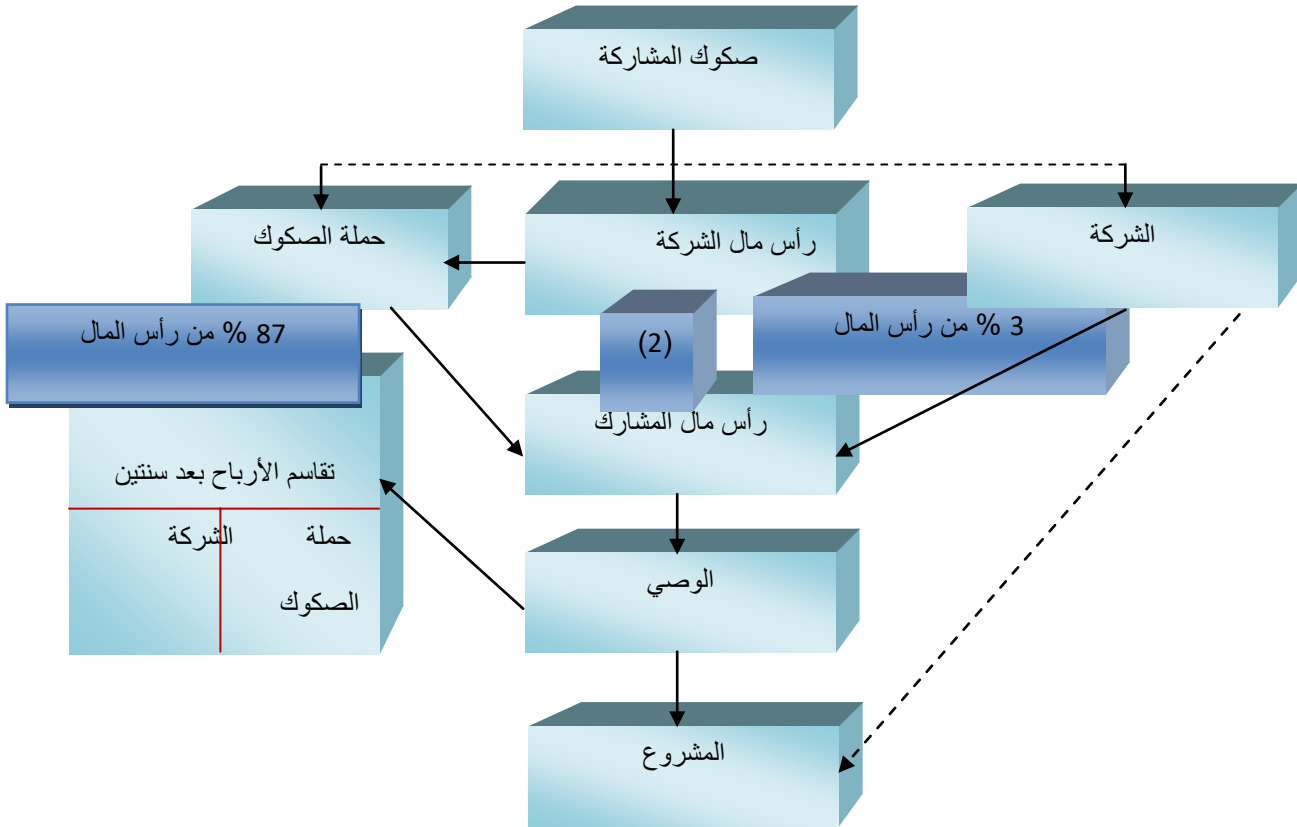 صكوك المشاركة
الشركة
رأس مال الشركة
حملة الصكوك
3 % من رأس المال
(2)
87 % من رأس المال
رأس مال المشارك
تقاسم الأرباح بعد سنتين
حملة الشركة
الصكوك
الوصي
المشروع